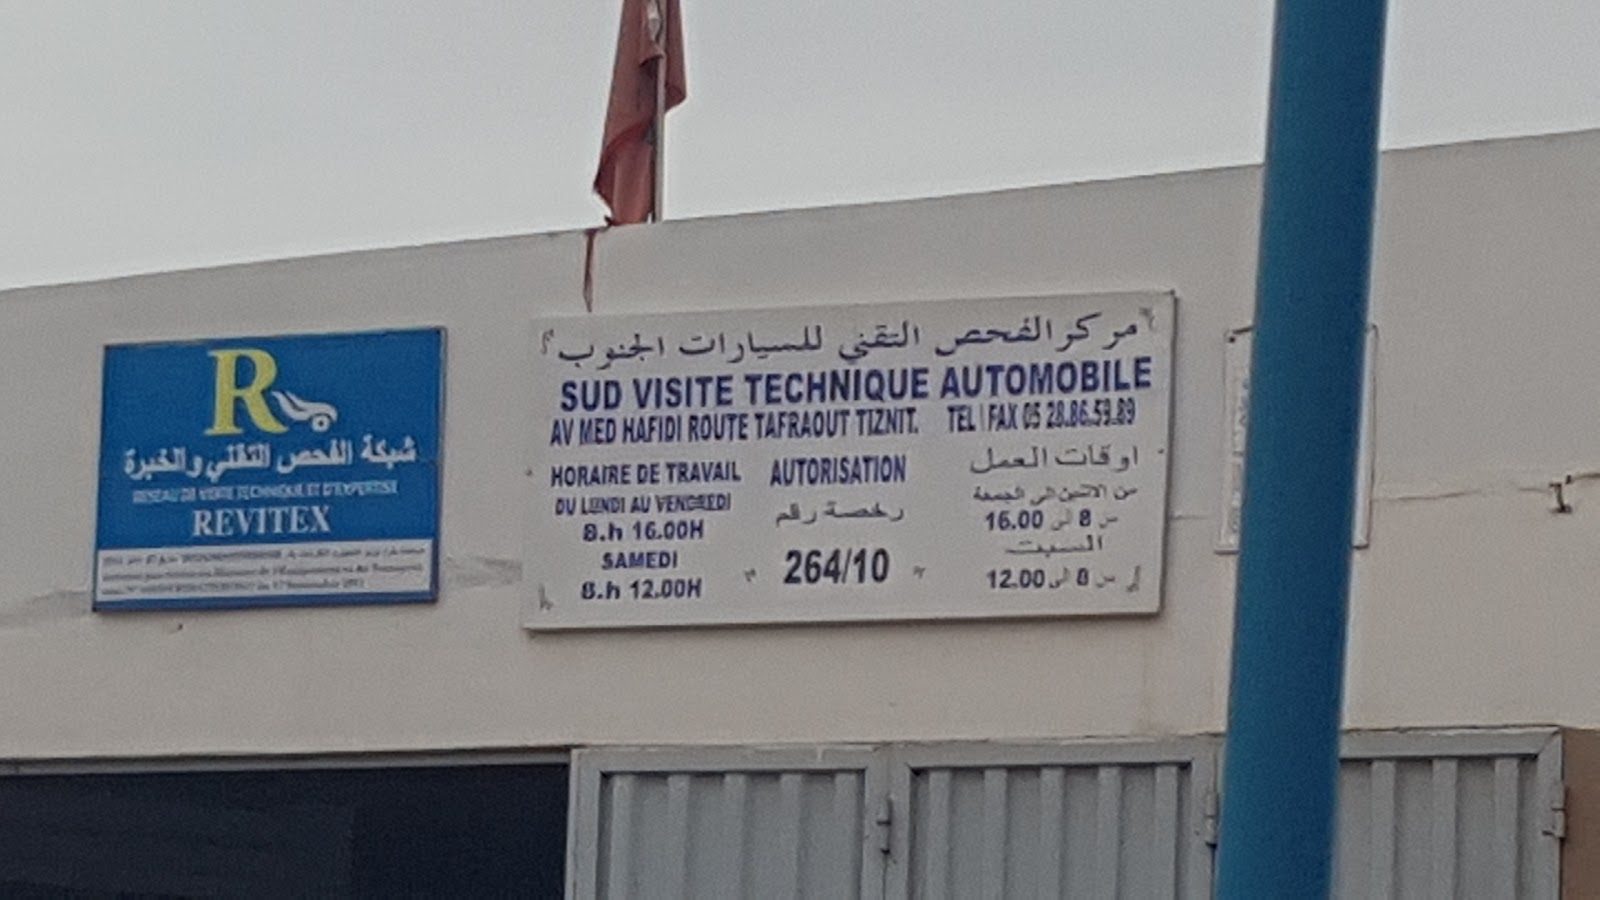 R
شبكة الفحص التقني والخبرة
RESEAU DE VISITE TECHNIQUE ET D'EXPERTISE
REVITEX
مركز الفحص التقني للسيارات الجنوب
SUD VISITE TECHNIQUE AUTOMOBILE
AV MED HAFIDI ROUTE TAFRAOUT TIZNIT. TEL / FAX 05 28.86.59.89
HORAIRE DE TRAVAIL
DU LUNDI AU VENDREDI
8.h 16.00H
SAMEDI
8.h 12.00H
AUTORISATION
رخصة رقم
264/10
اوقات العمل
من الاثنين الى الجمعة
من 8 الى 16.00
السبت
من 8 الى 12.00